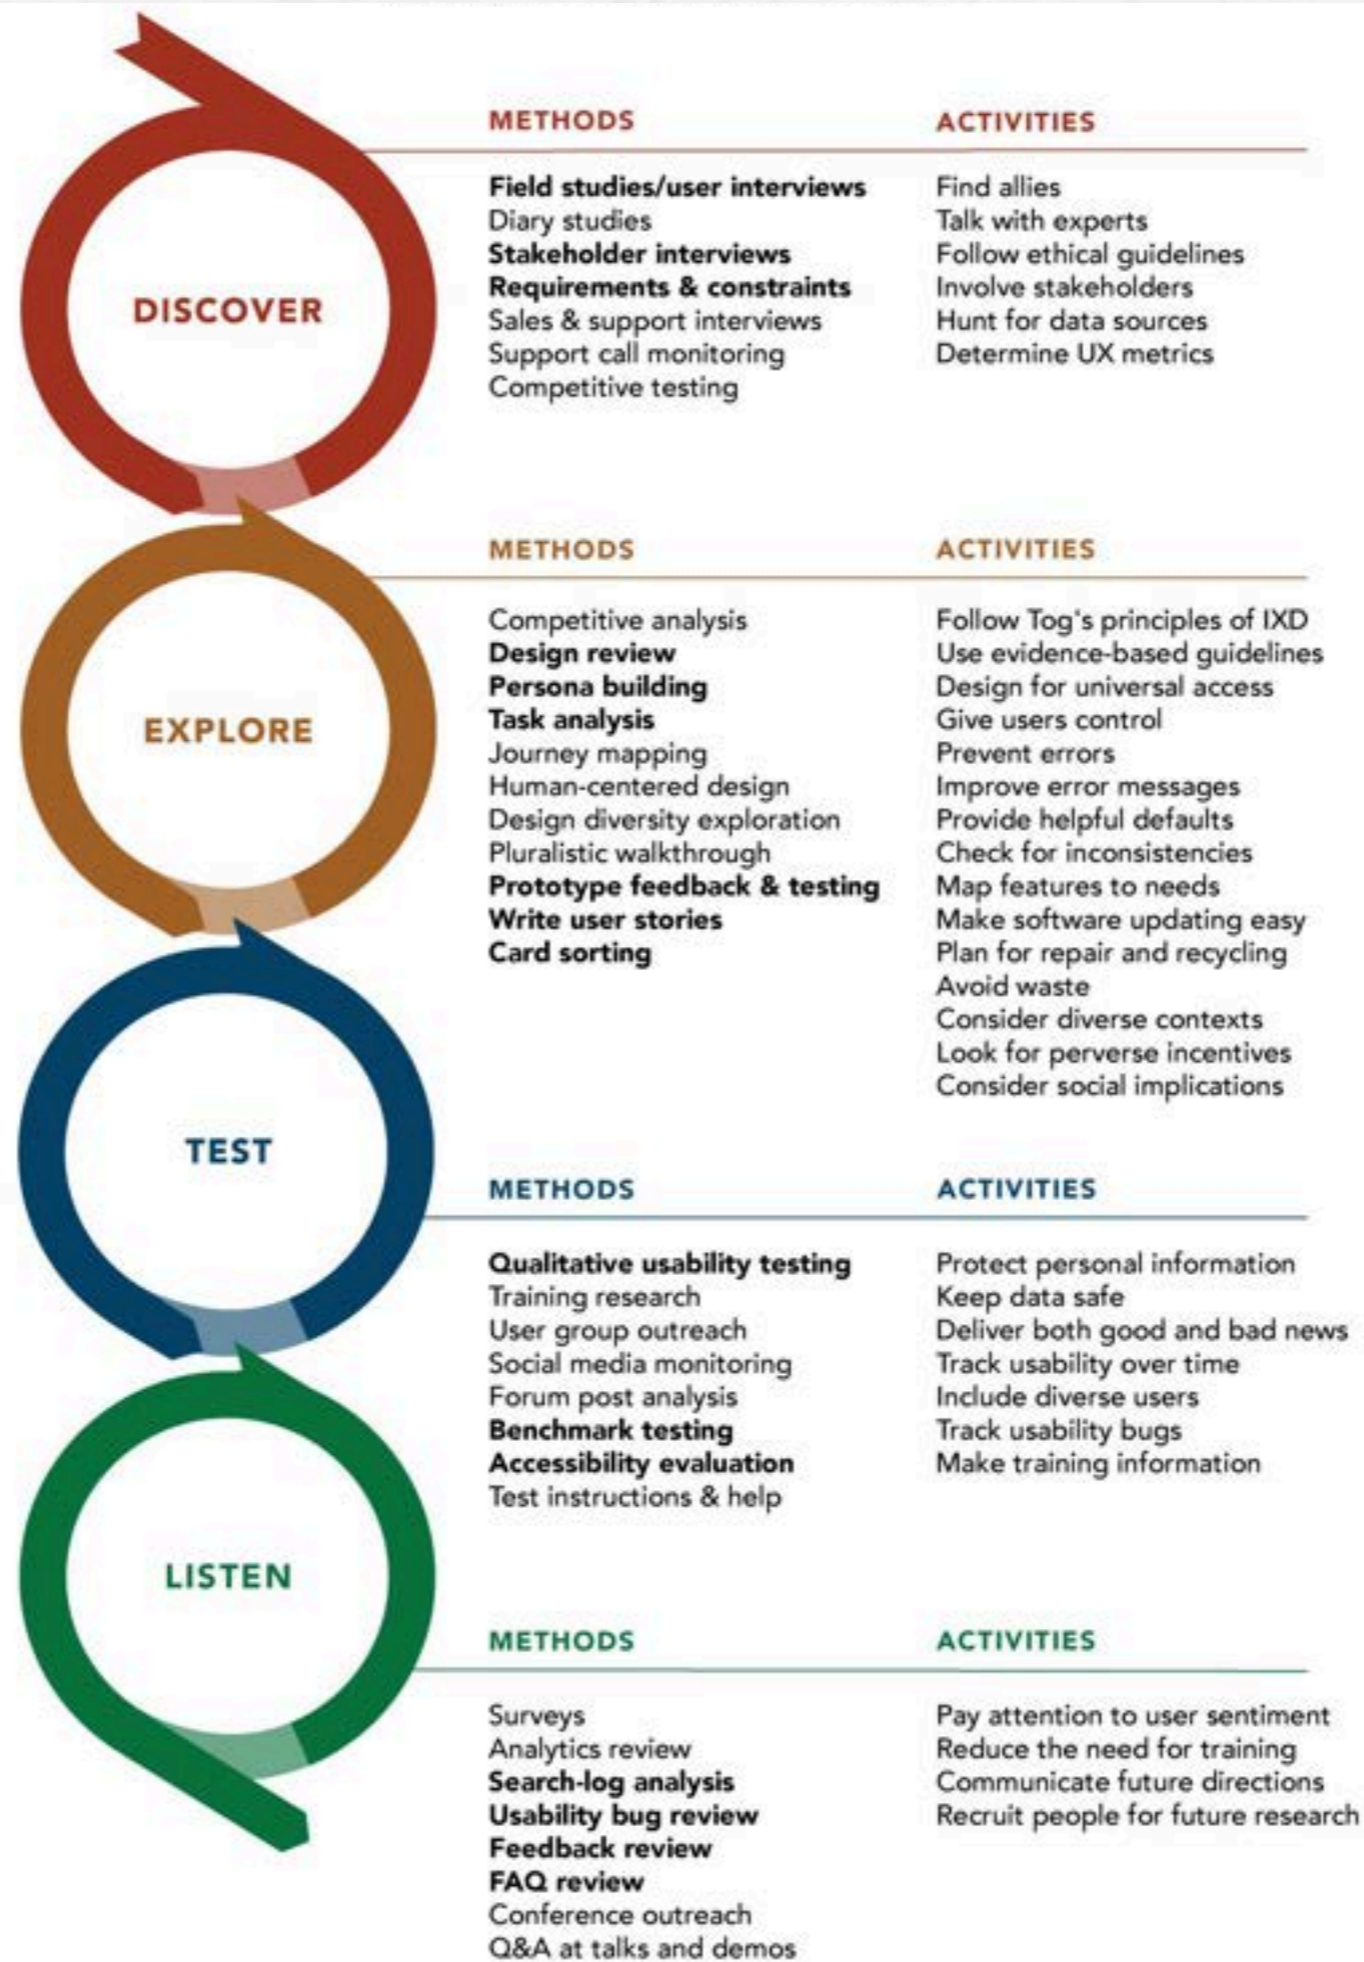 DISCOVER
METHODS
Field studies/user interviews
Diary studies
Stakeholder interviews
Requirements & constraints
Sales & support interviews
Support call monitoring
Competitive testing
ACTIVITIES
Find allies
Talk with experts
Follow ethical guidelines
Involve stakeholders
Hunt for data sources
Determine UX metrics
EXPLORE
METHODS
Competitive analysis
Design review
Persona building
Task analysis
Journey mapping
Human-centered design
Design diversity exploration
Pluralistic walkthrough
Prototype feedback & testing
Write user stories
Card sorting
ACTIVITIES
Follow Tog's principles of IXD
Use evidence-based guidelines
Design for universal access
Give users control
Prevent errors
Improve error messages
Provide helpful defaults
Check for inconsistencies
Map features to needs
Make software updating easy
Plan for repair and recycling
Avoid waste
Consider diverse contexts
Look for perverse incentives
Consider social implications
TEST
METHODS
Qualitative usability testing
Training research
User group outreach
Social media monitoring
Forum post analysis
Benchmark testing
Accessibility evaluation
Test instructions & help
ACTIVITIES
Protect personal information
Keep data safe
Deliver both good and bad news
Track usability over time
Include diverse users
Track usability bugs
Make training information
LISTEN
METHODS
Surveys
Analytics review
Search-log analysis
Usability bug review
Feedback review
FAQ review
Conference outreach
Q&A at talks and demos
ACTIVITIES
Pay attention to user sentiment
Reduce the need for training
Communicate future directions
Recruit people for future research